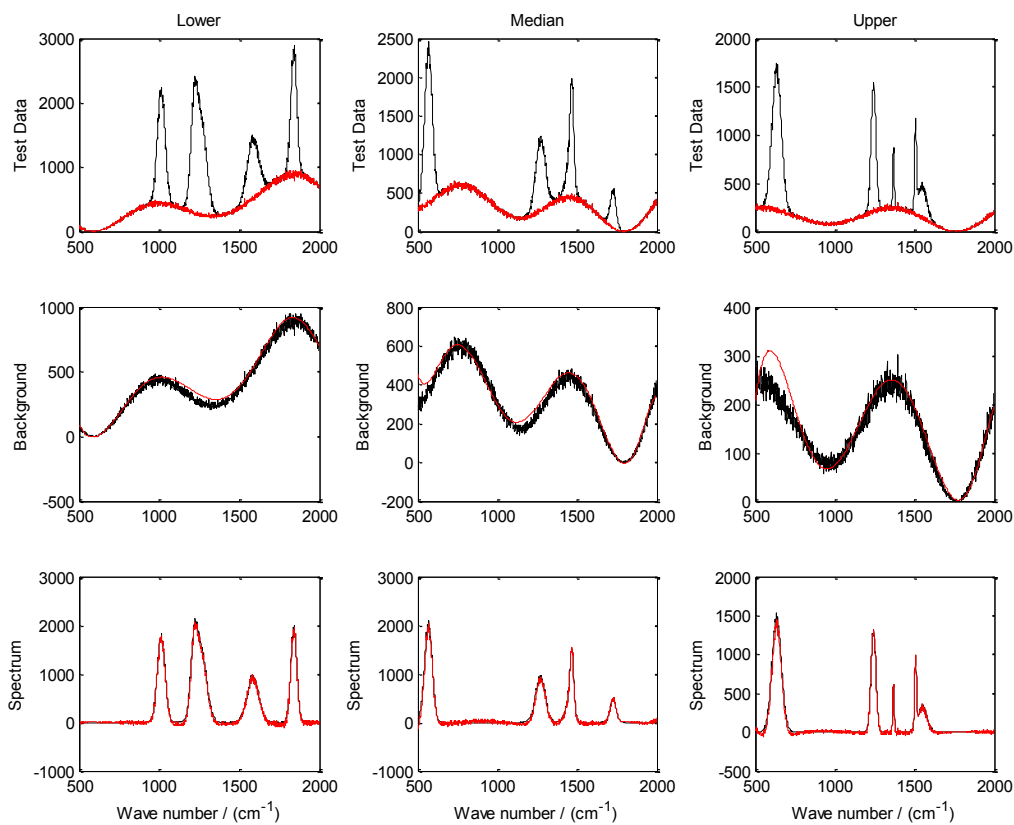 Lower Median Upper
3000 2500 2000
2000 1500 1000 500 0
2000 1500 1000 500 0
1000 0
Test Data Test Data Test Data
500 1000 1500 2000 500 1000 1500 2000 500 1000 1500 2000
1000 800 400
500 0 -500
600 400 200 0 -200
300 200 100 0
Background Background Background
500 1000 1500 2000 500 1000 1500 2000 500 1000 1500 2000
3000 3000 2000
2000 1000 0 -1000
2000 1000 0 -1000
1500 1000 500 0 -500
Spectrum Spectrum Spectrum
500 1000 1500 2000 500 1000 1500 2000 500 1000 1500 2000
Wave number / (cm⁻¹) Wave number / (cm⁻¹) Wave number / (cm⁻¹)